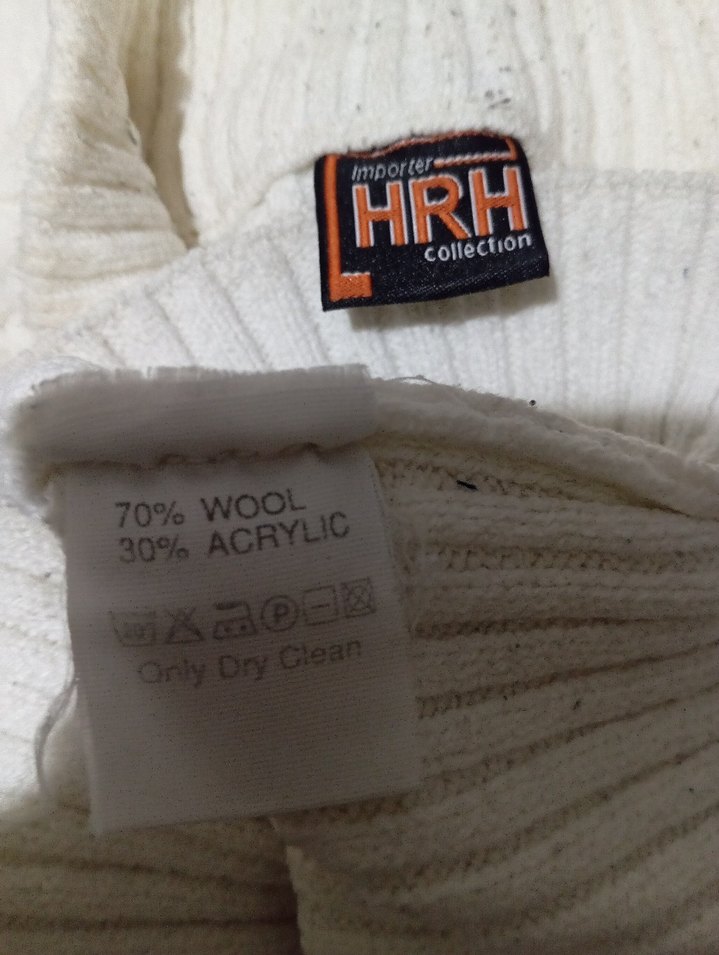 Importer
HRH
collection
70% WOOL
30% ACRYLIC
P
Only Dry Clean